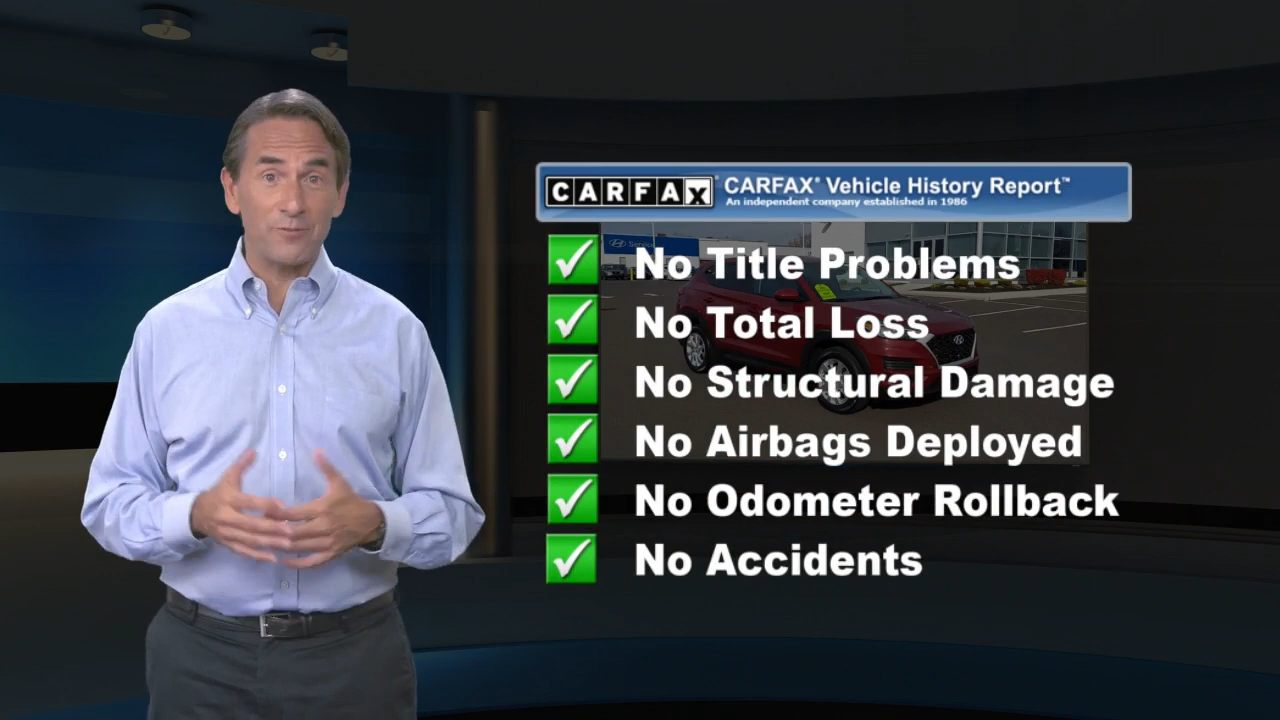 CARFAX
CARFAX® Vehicle History Report™
An independent company established in 1986
No Title Problems
No Total Loss
No Structural Damage
No Airbags Deployed
No Odometer Rollback
No Accidents